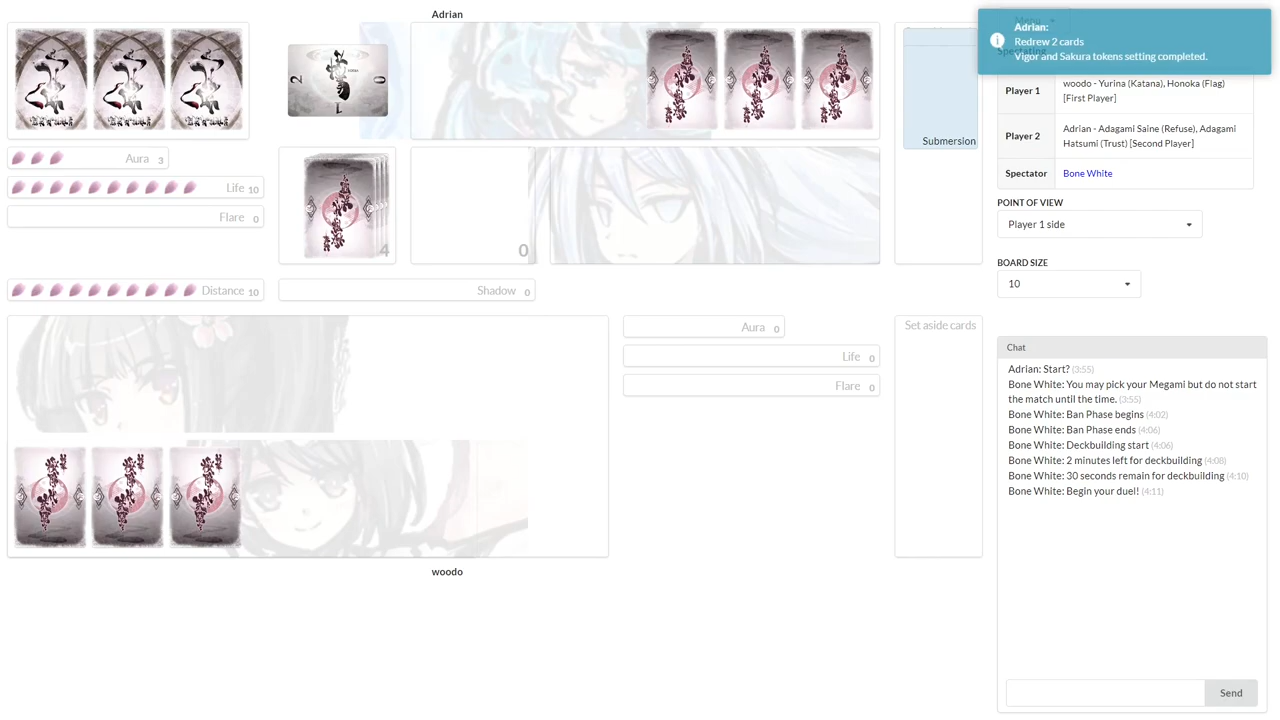 Adrian
Adrian:
Redrew 2 cards
Vigor and Sakura tokens setting completed.
2
0
1
Submersion
Aura 3
Life 10
Flare 0
4
0
Distance 10
Shadow 0
Aura 0
Life 0
Flare 0
Set aside cards
woodo
Player 1
woodo - Yurina (Katana), Honoka (Flag)
[First Player]
Player 2
Adrian - Adagami Saine (Refuse), Adagami
Hatsumi (Trust) [Second Player]
Spectator
Bone White
POINT OF VIEW
Player 1 side
BOARD SIZE
10
Chat
Adrian: Start? (3:55)
Bone White: You may pick your Megami but do not start
the match until the time. (3:55)
Bone White: Ban Phase begins (4:02)
Bone White: Ban Phase ends (4:06)
Bone White: Deckbuilding start (4:06)
Bone White: 2 minutes left for deckbuilding (4:08)
Bone White: 30 seconds remain for deckbuilding (4:10)
Bone White: Begin your duel! (4:11)
Send